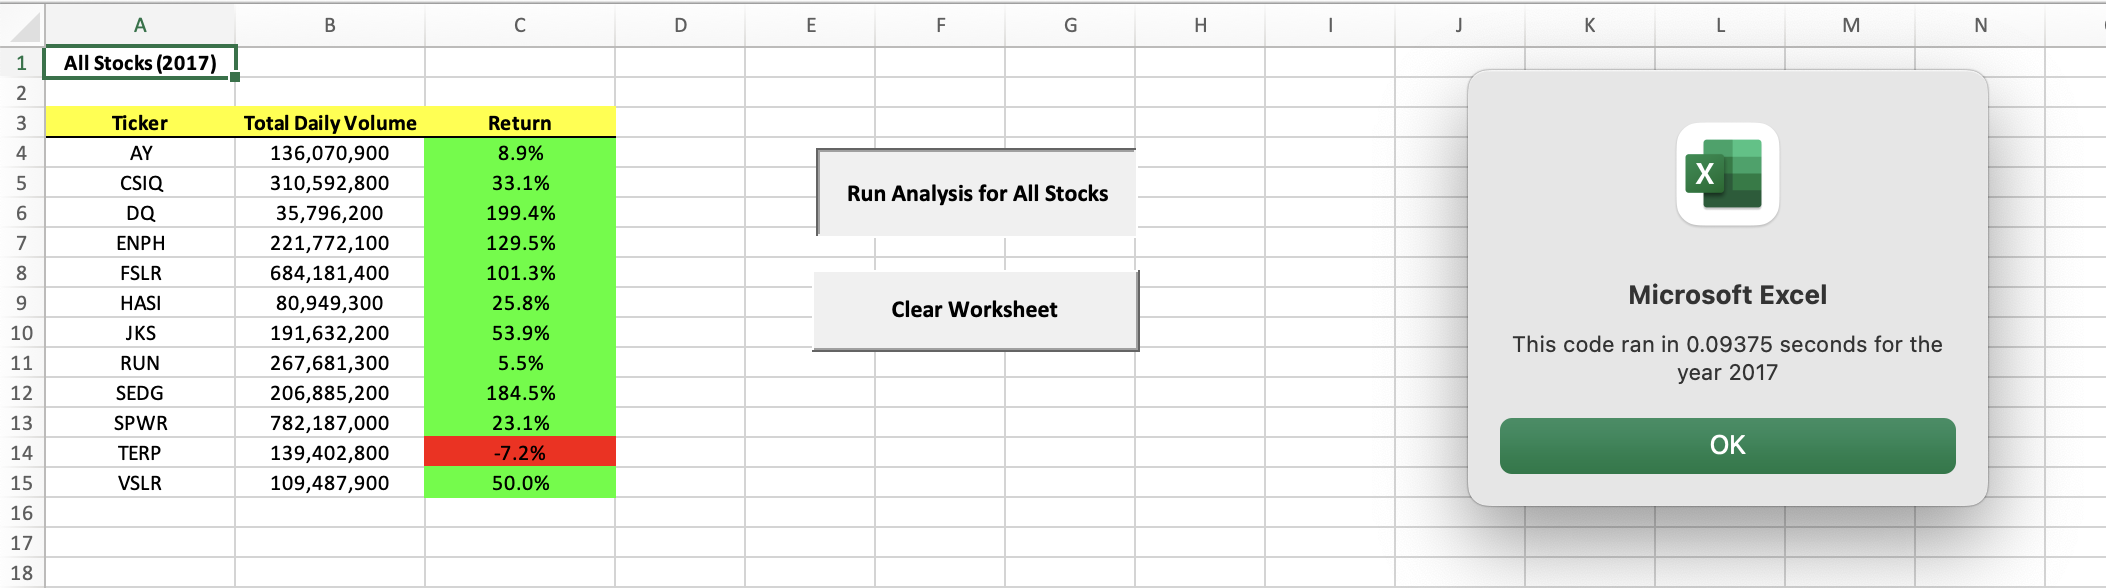 A B C D E F G H I J K L M N
1 All Stocks (2017)
2
3 Ticker Total Daily Volume Return
4 AY 136,070,900 8.9%
5 CSIQ 310,592,800 33.1%
6 DQ 35,796,200 199.4%
7 ENPH 221,772,100 129.5%
8 FSLR 684,181,400 101.3%
9 HASI 80,949,300 25.8%
10 JKS 191,632,200 53.9%
11 RUN 267,681,300 5.5%
12 SEDG 206,885,200 184.5%
13 SPWR 782,187,000 23.1%
14 TERP 139,402,800 -7.2%
15 VSLR 109,487,900 50.0%
16
17
18
Run Analysis for All Stocks
Clear Worksheet
X
Microsoft Excel
This code ran in 0.09375 seconds for the
year 2017
OK